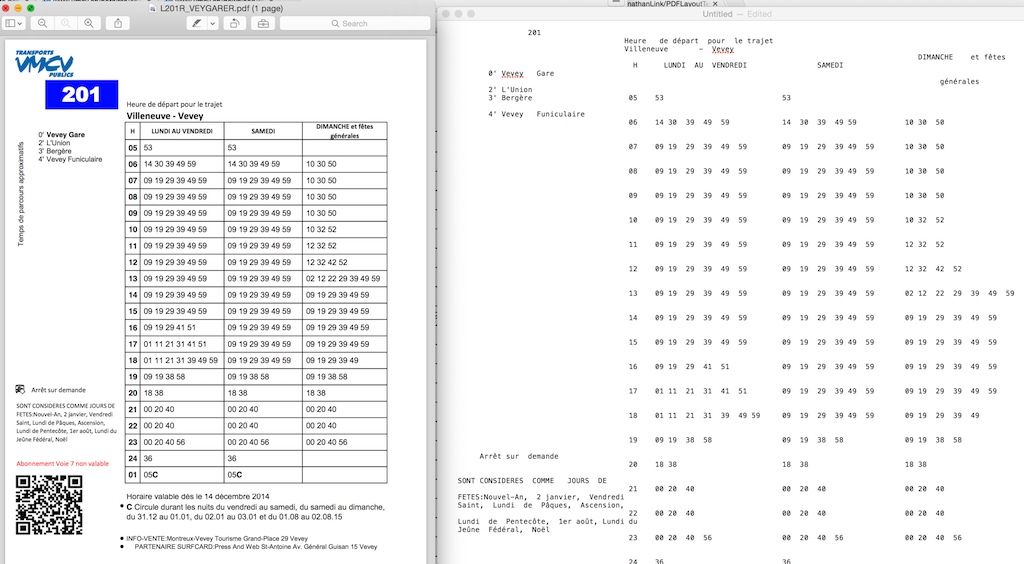 L201R_VEYGARER.pdf (1 page)
Search
TRANSPORTS
VMCV
PUBLICS
201
Heure de départ pour le trajet
Villeneuve - Vevey
0' Vevey Gare
2' L'Union
3' Bergère
4' Vevey Funiculaire
Temps de parcours approximatifs
H LUNDI AU VENDREDI SAMEDI DIMANCHE et fêtes
générales
05 53 53
06 14 30 39 49 59 14 30 39 49 59 10 30 50
07 09 19 29 39 49 59 09 19 29 39 49 59 10 30 50
08 09 19 29 39 49 59 09 19 29 39 49 59 10 30 50
09 09 19 29 39 49 59 09 19 29 39 49 59 10 30 50
10 09 19 29 39 49 59 09 19 29 39 49 59 10 32 52
11 09 19 29 39 49 59 09 19 29 39 49 59 12 32 52
12 09 19 29 39 49 59 09 19 29 39 49 59 12 32 42 52
13 09 19 29 39 49 59 09 19 29 39 49 59 02 12 22 29 39 49 59
14 09 19 29 39 49 59 09 19 29 39 49 59 09 19 29 39 49 59
15 09 19 29 39 49 59 09 19 29 39 49 59 09 19 29 39 49 59
16 09 19 29 41 51 09 19 29 39 49 59 09 19 29 39 49 59
17 01 11 21 31 41 51 09 19 29 39 49 59 09 19 29 39 49 59
18 01 11 21 31 39 49 59 09 19 29 39 49 59 09 19 29 39 49
19 09 19 38 58 09 19 38 58 09 19 38 58
20 18 38 18 38 18 38
21 00 20 40 00 20 40 00 20 40
22 00 20 40 00 20 40 00 20 40
23 00 20 40 56 00 20 40 56 00 20 40 56
24 36 36
01 05C 05C
Arrêt sur demande
SONT CONSIDERES COMME JOURS DE
FETES:Nouvel-An, 2 janvier, Vendredi
Saint, Lundi de Pâques, Ascension,
Lundi de Pentecôte, 1er août, Lundi du
Jeûne Fédéral, Noël
Abonnement Voie 7 non valable
Horaire valable dès le 14 décembre 2014
• C Circule durant les nuits du vendredi au samedi, du samedi au dimanche,
du 31.12 au 01.01, du 02.01 au 03.01 et du 01.08 au 02.08.15
• INFO-VENTE:Montreux-Vevey Tourisme Grand-Place 29 Vevey
• PARTENAIRE SURFCARD:Press And Web St-Antoine Av. Général Guisan 15 Vevey
nathanLink/PDFLayoutT
Untitled — Edited
201
Heure de départ pour le trajet
Villeneuve - Vevey
DIMANCHE et fêtes
H LUNDI AU VENDREDI SAMEDI
0' Vevey Gare
générales
2' L'Union
3' Bergère
05 53 53
4' Vevey Funiculaire
06 14 30 39 49 59 14 30 39 49 59 10 30 50
07 09 19 29 39 49 59 09 19 29 39 49 59 10 30 50
08 09 19 29 39 49 59 09 19 29 39 49 59 10 30 50
09 09 19 29 39 49 59 09 19 29 39 49 59 10 30 50
10 09 19 29 39 49 59 09 19 29 39 49 59 10 32 52
11 09 19 29 39 49 59 09 19 29 39 49 59 12 32 52
12 09 19 29 39 49 59 09 19 29 39 49 59 12 32 42 52
13 09 19 29 39 49 59 09 19 29 39 49 59 02 12 22 29 39 49 59
14 09 19 29 39 49 59 09 19 29 39 49 59 09 19 29 39 49 59
15 09 19 29 39 49 59 09 19 29 39 49 59 09 19 29 39 49 59
16 09 19 29 41 51 09 19 29 39 49 59 09 19 29 39 49 59
17 01 11 21 31 41 51 09 19 29 39 49 59 09 19 29 39 49 59
18 01 11 21 31 39 49 59 09 19 29 39 49 59 09 19 29 39 49
19 09 19 38 58 09 19 38 58 09 19 38 58
Arrêt sur demande
20 18 38 18 38 18 38
SONT CONSIDERES COMME JOURS DE
21 00 20 40 00 20 40 00 20 40
FETES:Nouvel-An, 2 janvier, Vendredi
Saint, Lundi de Pâques, Ascension,
22 00 20 40 00 20 40 00 20 40
Lundi de Pentecôte, 1er août, Lundi du
Jeûne Fédéral, Noël
23 00 20 40 56 00 20 40 56 00 20 40 56
24 36 36